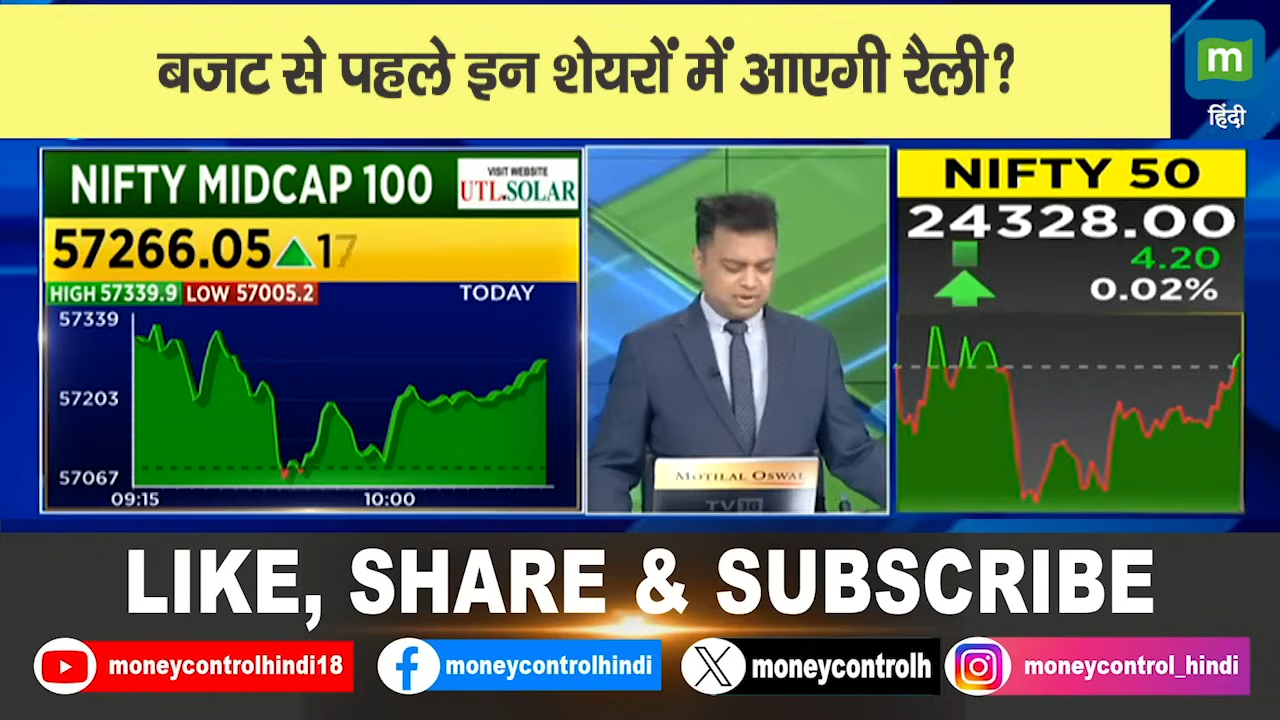 बजट से पहले इन शेयरों में आएगी रैली?
m
हिंदी
NIFTY MIDCAP 100
VISIT WEBSITE
UTL.SOLAR
57266.05 17
HIGH 57339.9 LOW 57005.2 TODAY
57339
57203
57067
09:15 10:00
MOTILAL OSWAL
NIFTY 50
24328.00
4.20
0.02%
LIKE, SHARE & SUBSCRIBE
moneycontrolhindi18 moneycontrolhindi moneycontrolh moneycontrol_hindi